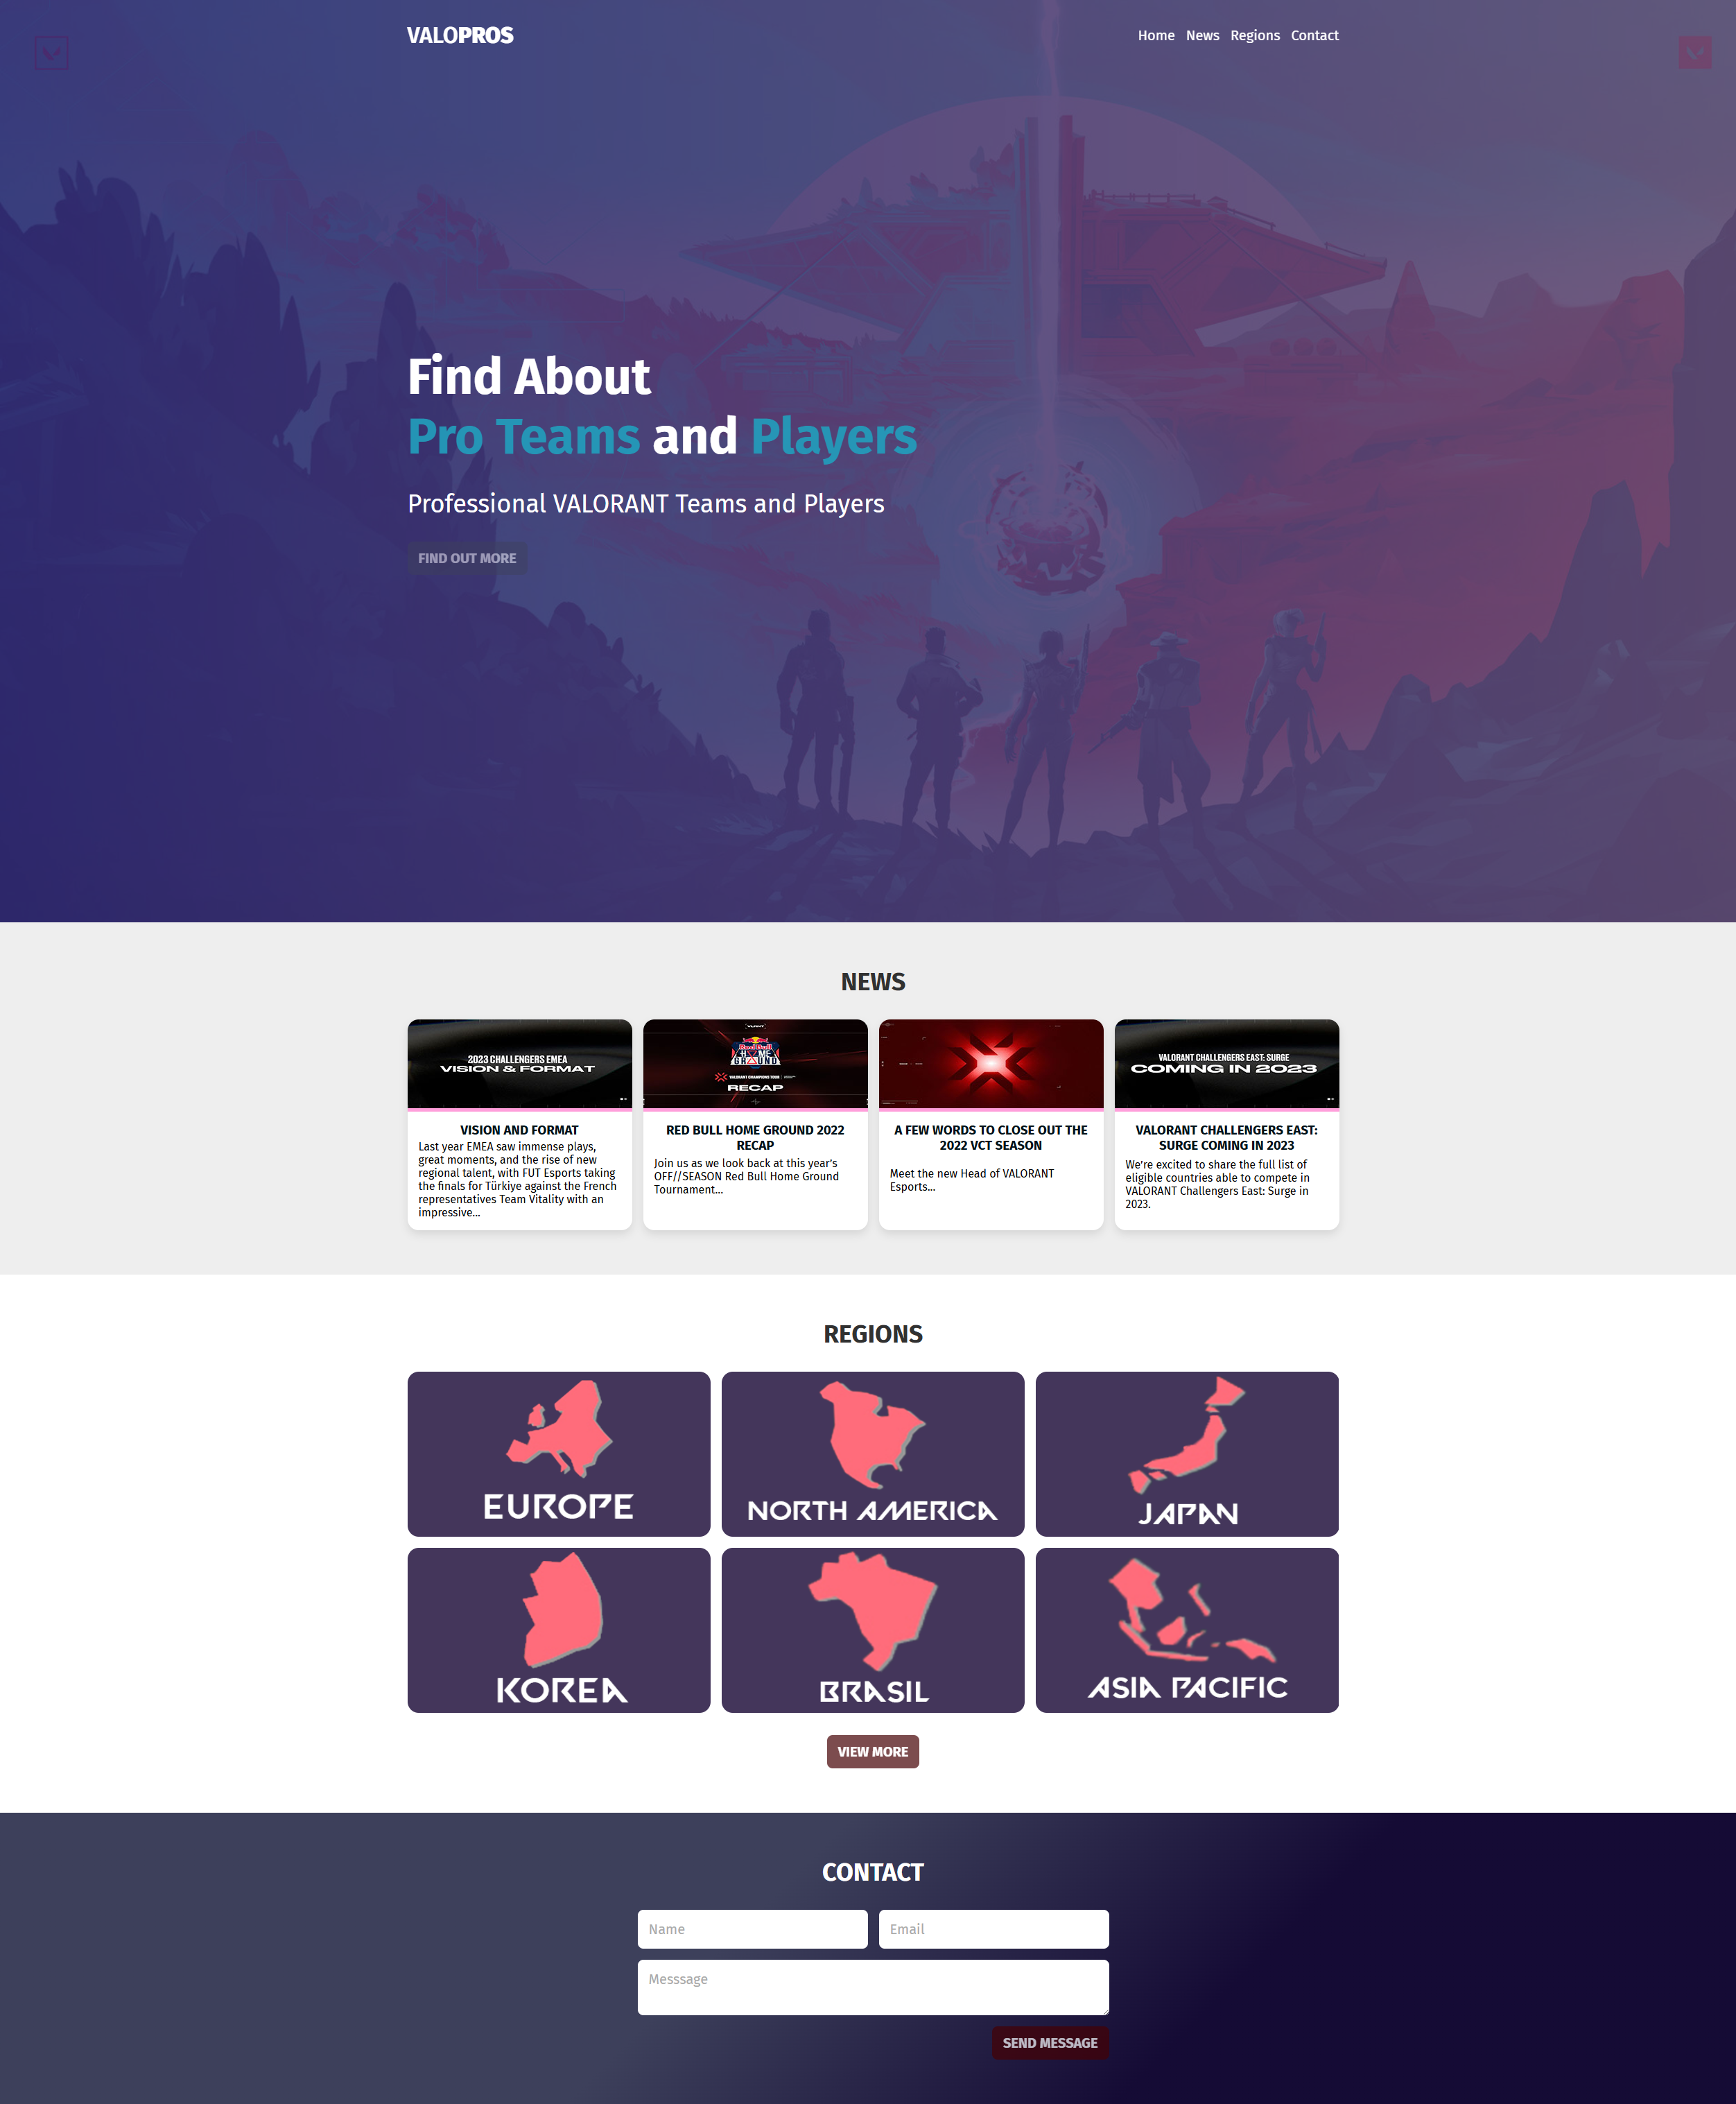 VALOPROS
Home News Regions Contact
Find About
Pro Teams and Players
Professional VALORANT Teams and Players
FIND OUT MORE
NEWS
2023 CHALLENGERS EMEA
VISION & FORMAT
VISION AND FORMAT
Last year EMEA saw immense plays,
great moments, and the rise of new
regional talent, with FUT Esports taking
the finals for Türkiye against the French
representatives Team Vitality with an
impressive...
Red Bull
HOME
GROUND
VALORANT CHAMPIONS TOUR
RECAP
RED BULL HOME GROUND 2022
RECAP
Join us as we look back at this year's
OFF//SEASON Red Bull Home Ground
Tournament...
A FEW WORDS TO CLOSE OUT THE
2022 VCT SEASON
Meet the new Head of VALORANT
Esports...
VALORANT CHALLENGERS EAST: SURGE
COMING IN 2023
VALORANT CHALLENGERS EAST:
SURGE COMING IN 2023
We're excited to share the full list of
eligible countries able to compete in
VALORANT Challengers East: Surge in
2023.
REGIONS
EUROPE
NORTH AMERICA
JAPAN
KOREA
BRASIL
ASIA PACIFIC
VIEW MORE
CONTACT
Name
Email
Messsage
SEND MESSAGE